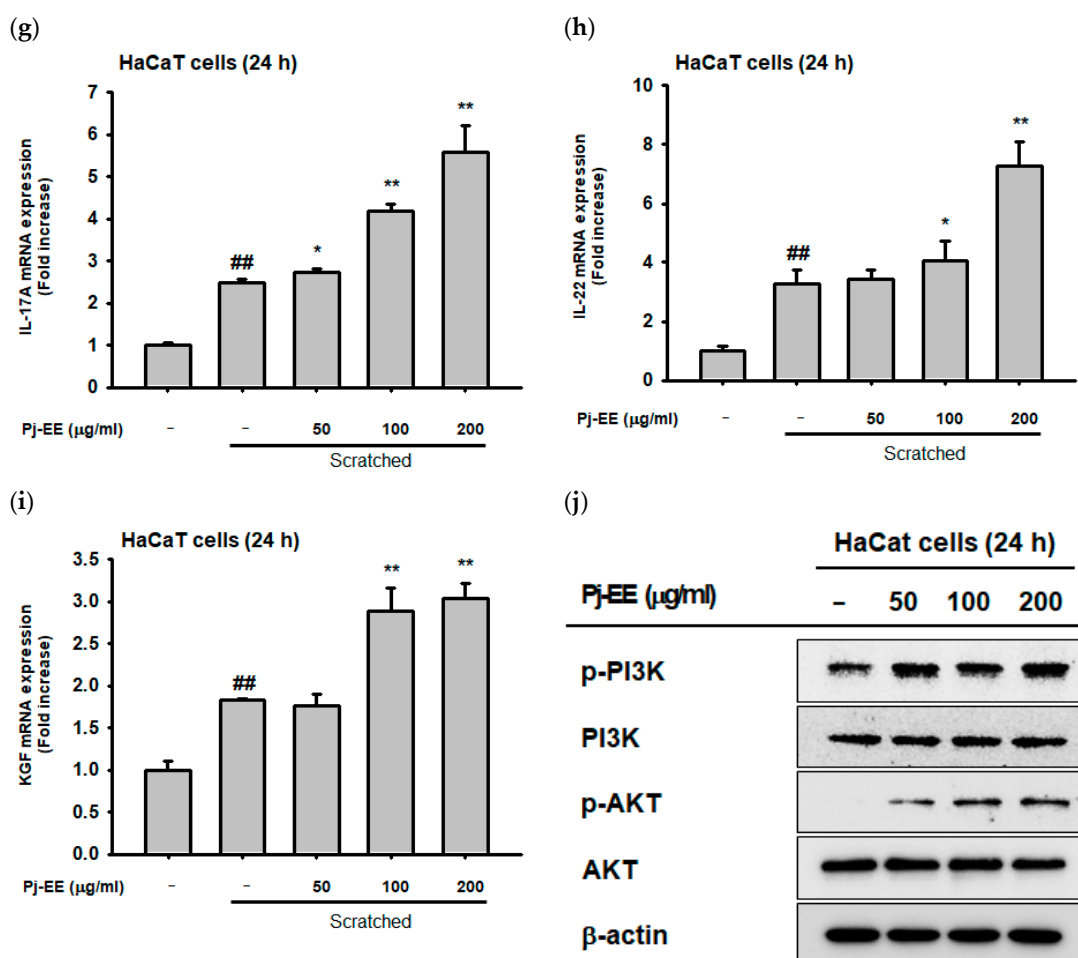 (g)
HaCaT cells (24 h)
IL-17A mRNA expression
(Fold increase)
7
6
5
4
3
2
1
0
##
*
**
**
Pj-EE (μg/ml) – – 50 100 200
Scratched
(h)
HaCaT cells (24 h)
IL-22 mRNA expression
(Fold increase)
10
8
6
4
2
0
##
*
**
Pj-EE (μg/ml) – – 50 100 200
Scratched
(i)
HaCaT cells (24 h)
KGF mRNA expression
(Fold increase)
3.5
3.0
2.5
2.0
1.5
1.0
0.5
0.0
##
**
**
Pj-EE (μg/ml) – – 50 100 200
Scratched
(j)
HaCat cells (24 h)
Pj-EE (μg/ml) – 50 100 200
p-PI3K
PI3K
p-AKT
AKT
β-actin